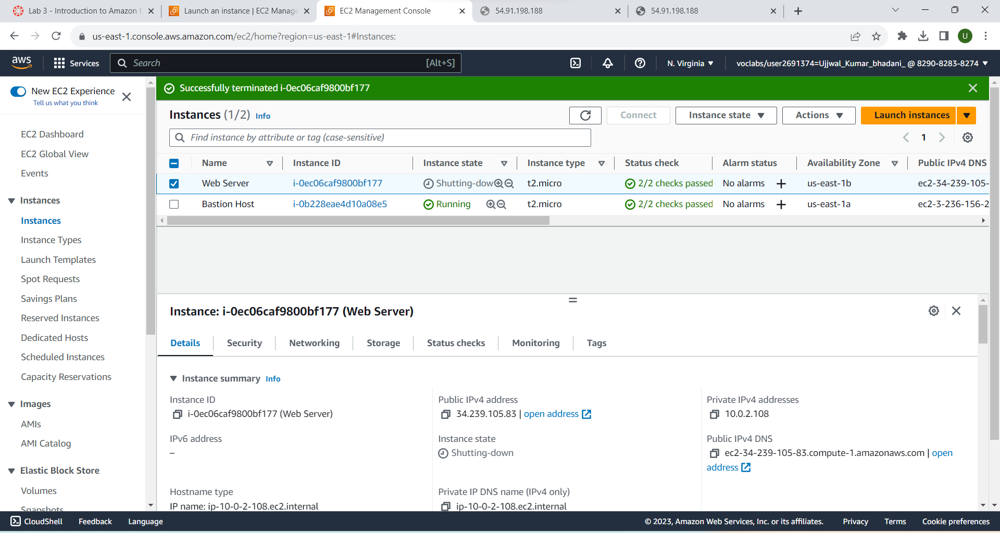 Lab 3 - Introduction to Amazon E
Launch an instance | EC2 Manage
EC2 Management Console
54.91.198.188
54.91.198.188
us-east-1.console.aws.amazon.com/ec2/home?region=us-east-1#Instances:
U
aws
Services
Search
[Alt+S]
N. Virginia
voclabs/user2691374=Ujjwal_Kumar_bhadani_ @ 8290-8283-8274
New EC2 Experience
Tell us what you think
EC2 Dashboard
EC2 Global View
Events
Instances
Instances
Instance Types
Launch Templates
Spot Requests
Savings Plans
Reserved Instances
Dedicated Hosts
Scheduled Instances
Capacity Reservations
Images
AMIs
AMI Catalog
Elastic Block Store
Volumes
Snapshots
Successfully terminated i-0ec06caf9800bf177
Instances (1/2) Info
Connect
Instance state
Actions
Launch instances
Find instance by attribute or tag (case-sensitive)
1
Name Instance ID Instance state Instance type Status check Alarm status Availability Zone Public IPv4 DNS
Web Server i-0ec06caf9800bf177 Shutting-dow t2.micro 2/2 checks passed No alarms + us-east-1b ec2-34-239-105-
Bastion Host i-0b228eae4d10a08e5 Running t2.micro 2/2 checks passed No alarms + us-east-1a ec2-3-236-156-2
Instance: i-0ec06caf9800bf177 (Web Server)
Details Security Networking Storage Status checks Monitoring Tags
Instance summary Info
Instance ID
i-0ec06caf9800bf177 (Web Server)
Public IPv4 address
34.239.105.83 | open address
Private IPv4 addresses
10.0.2.108
IPv6 address
–
Instance state
Shutting-down
Public IPv4 DNS
ec2-34-239-105-83.compute-1.amazonaws.com | open
address
Hostname type
IP name: ip-10-0-2-108.ec2.internal
Private IP DNS name (IPv4 only)
ip-10-0-2-108.ec2.internal
CloudShell
Feedback
Language
© 2023, Amazon Web Services, Inc. or its affiliates.
Privacy
Terms
Cookie preferences